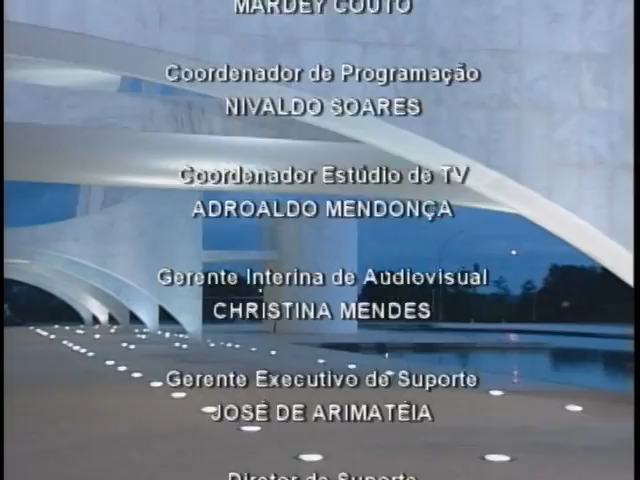 MARDEY COUTO
Coordenador de Programação
NIVALDO SOARES
Coordenador Estúdio de TV
ADROALDO MENDONÇA
Gerente Interina de Audiovisual
CHRISTINA MENDES
Gerente Executivo de Suporte
JOSÉ DE ARIMATÉIA
Diretor de Suporte